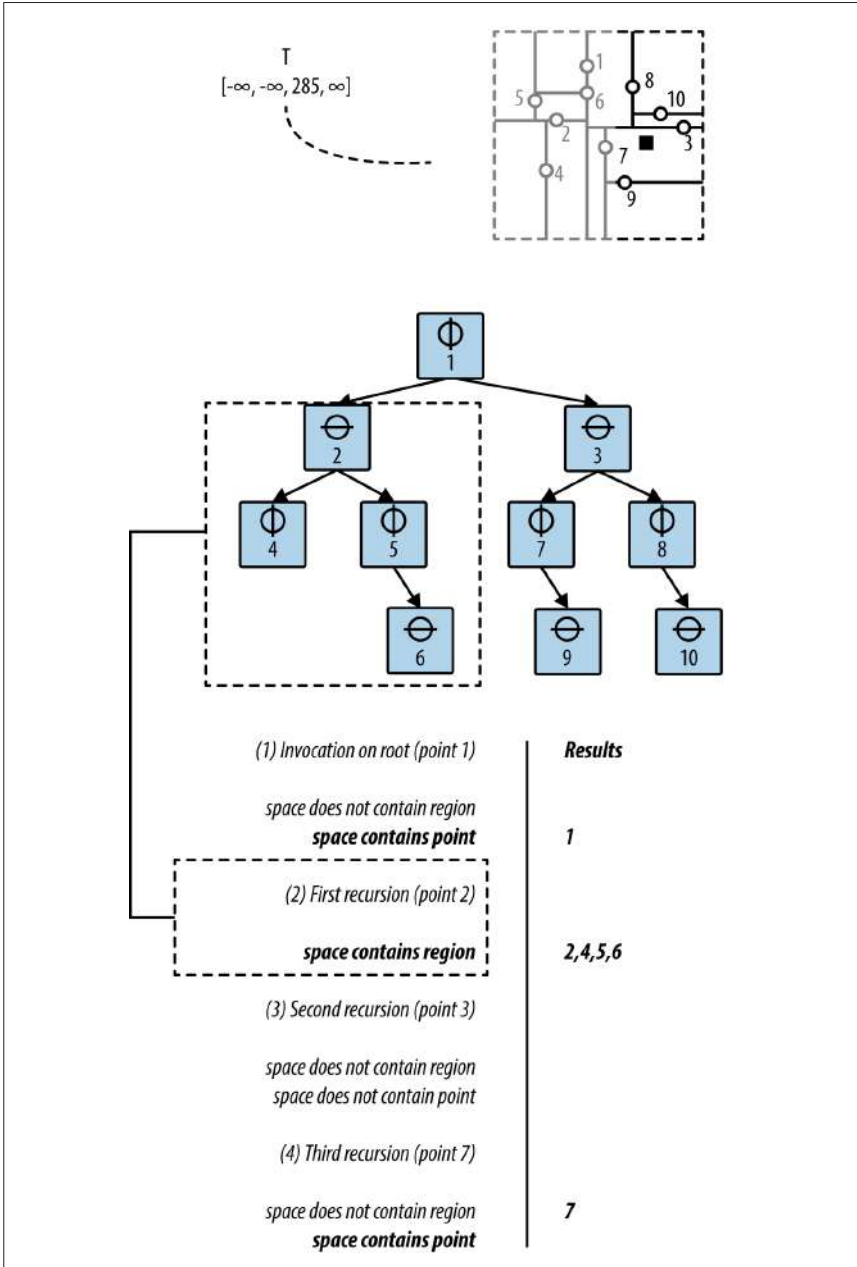 T
[-∞, -∞, 285, ∞]
1
8
10
5
6
2
3
7
4
9
1
2
3
4
5
7
8
6
9
10
(1) Invocation on root (point 1)
Results
space does not contain region
space contains point
1
(2) First recursion (point 2)
space contains region
2,4,5,6
(3) Second recursion (point 3)
space does not contain region
space does not contain point
(4) Third recursion (point 7)
space does not contain region
7
space contains point